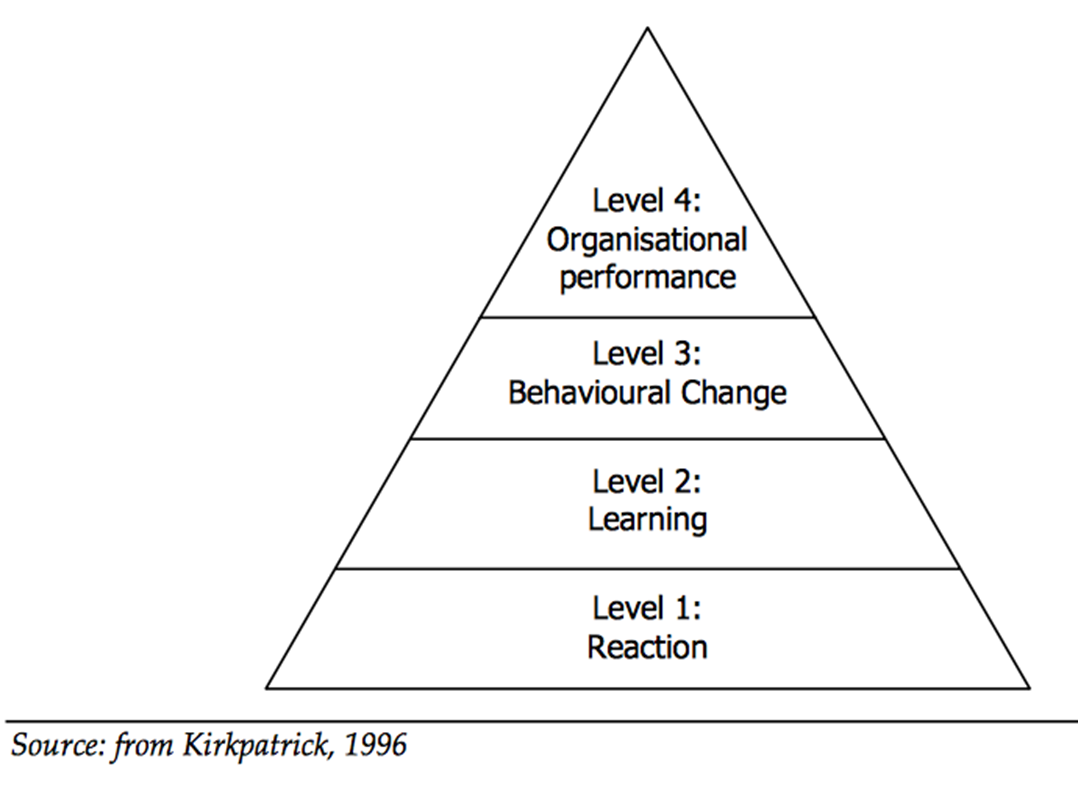 Level 4:
Organisational
performance
Level 3:
Behavioural Change
Level 2:
Learning
Level 1:
Reaction
Source: from Kirkpatrick, 1996